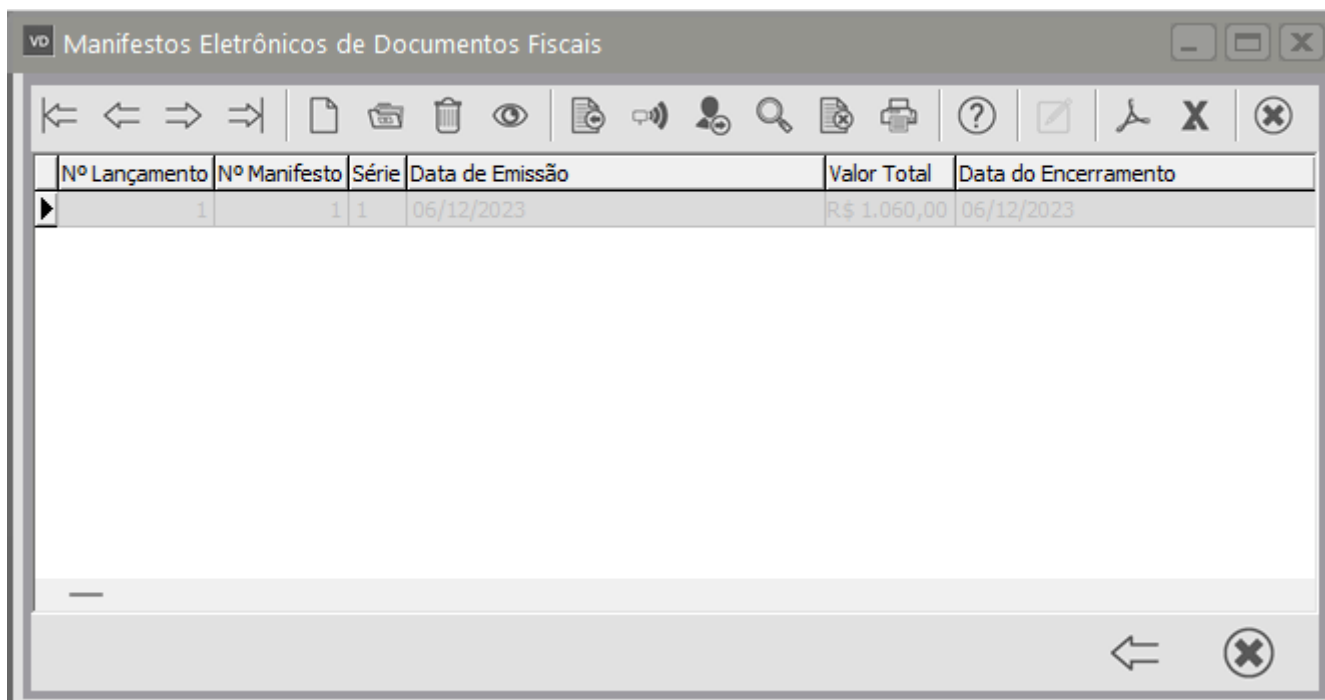 VD Manifestos Eletrônicos de Documentos Fiscais
Nº Lançamento Nº Manifesto Série Data de Emissão Valor Total Data do Encerramento
1 1 1 06/12/2023 R$ 1.060,00 06/12/2023